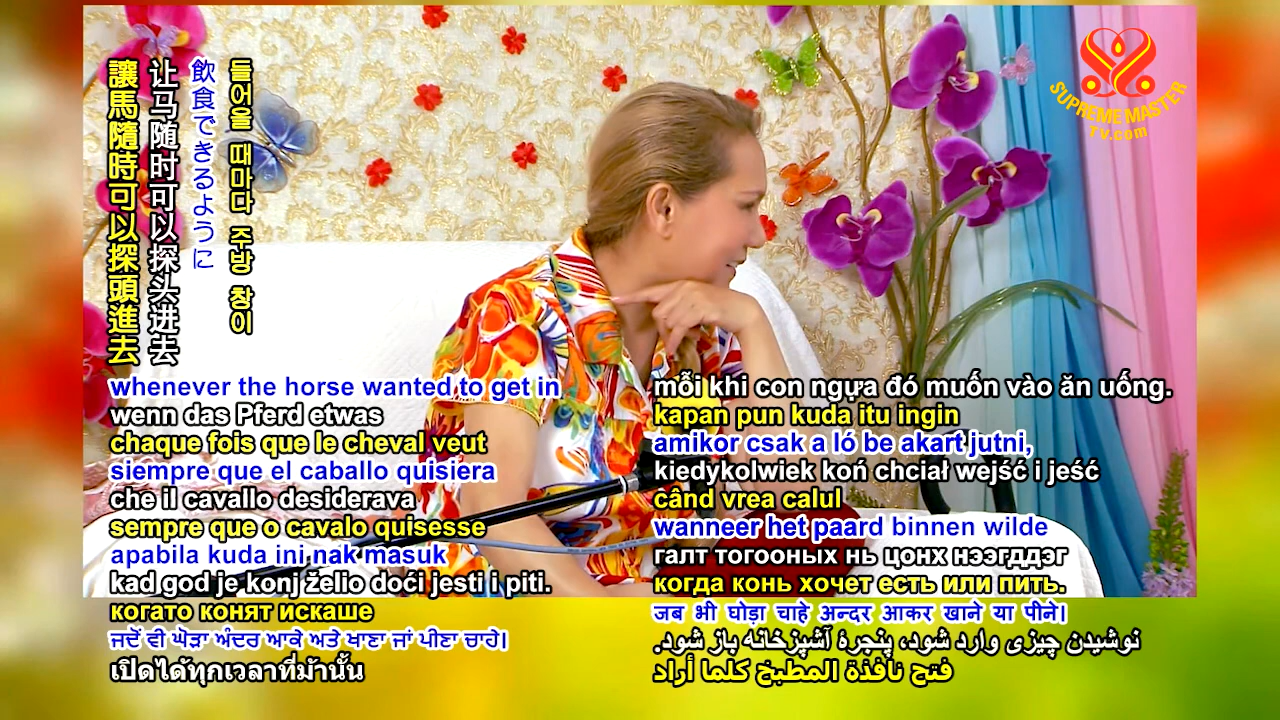 讓馬隨時可以探頭進去
让马随时可以探头进去
飲食できるように
들어올 때마다 주방 창이
SUPREME MASTER
TV.com
whenever the horse wanted to get in
wenn das Pferd etwas
chaque fois que le cheval veut
siempre que el caballo quisiera
che il cavallo desiderava
sempre que o cavalo quisesse
apabila kuda ini nak masuk
kad god je konj želio doći jesti i piti.
когато конят искаше
ਜਦੋਂ ਵੀ ਘੋੜਾ ਅੰਦਰ ਆਕੇ ਅਤੇ ਖਾਣਾ ਜਾਂ ਪੀਣਾ ਚਾਹੇ।
เปิดได้ทุกเวลาที่ม้านั้น
mỗi khi con ngựa đó muốn vào ăn uống.
kapan pun kuda itu ingin
amikor csak a ló be akart jutni,
kiedykolwiek koń chciał wejść i jeść
când vrea calul
wanneer het paard binnen wilde
галт тогооных нь цонх нээгддэг
когда конь хочет есть или пить.
जब भी घोड़ा चाहे अन्दर आकर खाने या पीने।
نوشیدن چیزی وارد شود، پنجرهٔ آشپزخانه باز شود.
فتح نافذة المطبخ كلما أراد